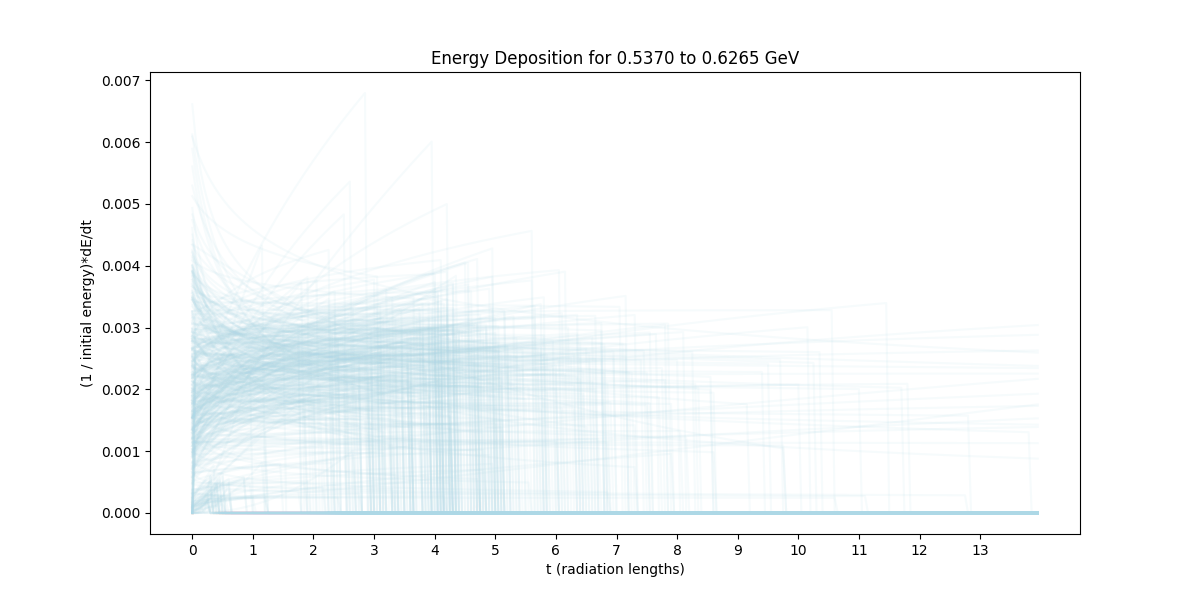 Energy Deposition for 0.5370 to 0.6265 GeV
0.007
0.006
0.005
0.004
0.003
0.002
0.001
0.000
(1 / initial energy)*dE/dt
0 1 2 3 4 5 6 7 8 9 10 11 12 13
t (radiation lengths)